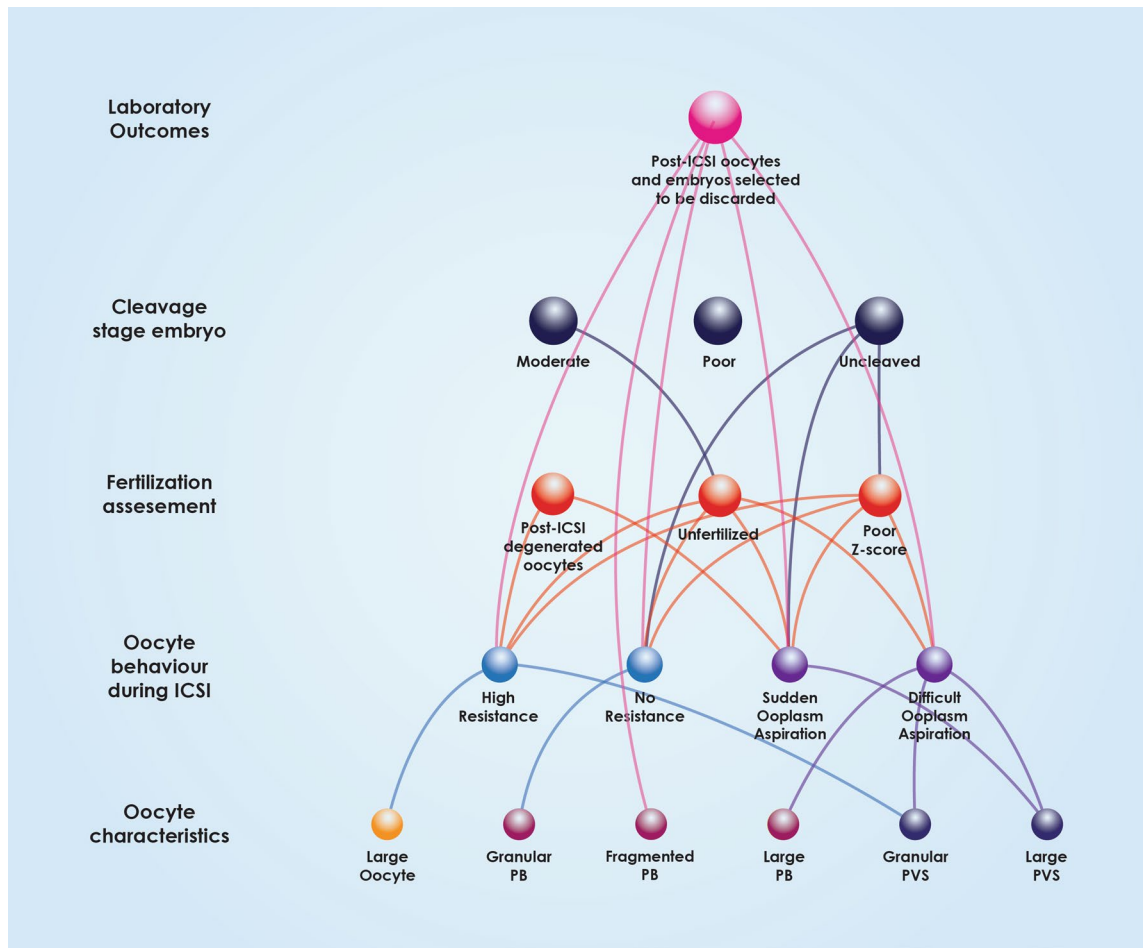 Laboratory
Outcomes
Post-ICSI oocytes
and embryos selected
to be discarded
Cleavage
stage embryo
Moderate
Poor
Uncleaved
Fertilization
assesement
Post-ICSI
degenerated
oocytes
Unfertilized
Poor
Z-score
Oocyte
behaviour
during ICSI
High
Resistance
No
Resistance
Sudden
Ooplasm
Aspiration
Difficult
Ooplasm
Aspiration
Oocyte
characteristics
Large
Oocyte
Granular
PB
Fragmented
PB
Large
PB
Granular
PVS
Large
PVS